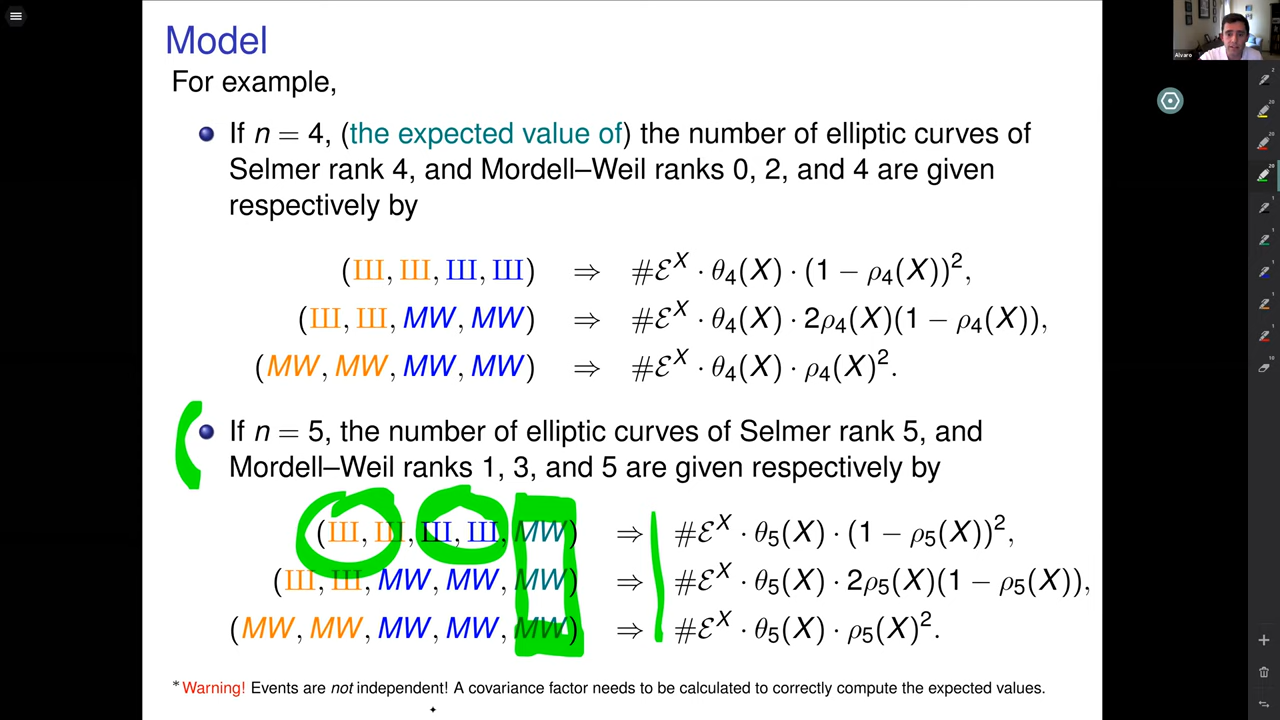 Model
For example,
If n = 4, (the expected value of) the number of elliptic curves of
Selmer rank 4, and Mordell–Weil ranks 0, 2, and 4 are given
respectively by
(Ш, Ш, Ш, Ш) ⇒ #ℰ^X · θ₄(X) · (1 − ρ₄(X))²,
(Ш, Ш, MW, MW) ⇒ #ℰ^X · θ₄(X) · 2ρ₄(X)(1 − ρ₄(X)),
(MW, MW, MW, MW) ⇒ #ℰ^X · θ₄(X) · ρ₄(X)².
If n = 5, the number of elliptic curves of Selmer rank 5, and
Mordell–Weil ranks 1, 3, and 5 are given respectively by
(Ш, Ш, Ш, Ш, MW) ⇒ #ℰ^X · θ₅(X) · (1 − ρ₅(X))²,
(Ш, Ш, MW, MW, MW) ⇒ #ℰ^X · θ₅(X) · 2ρ₅(X)(1 − ρ₅(X)),
(MW, MW, MW, MW, MW) ⇒ #ℰ^X · θ₅(X) · ρ₅(X)².
* Warning! Events are not independent! A covariance factor needs to be calculated to correctly compute the expected values.
Alvaro